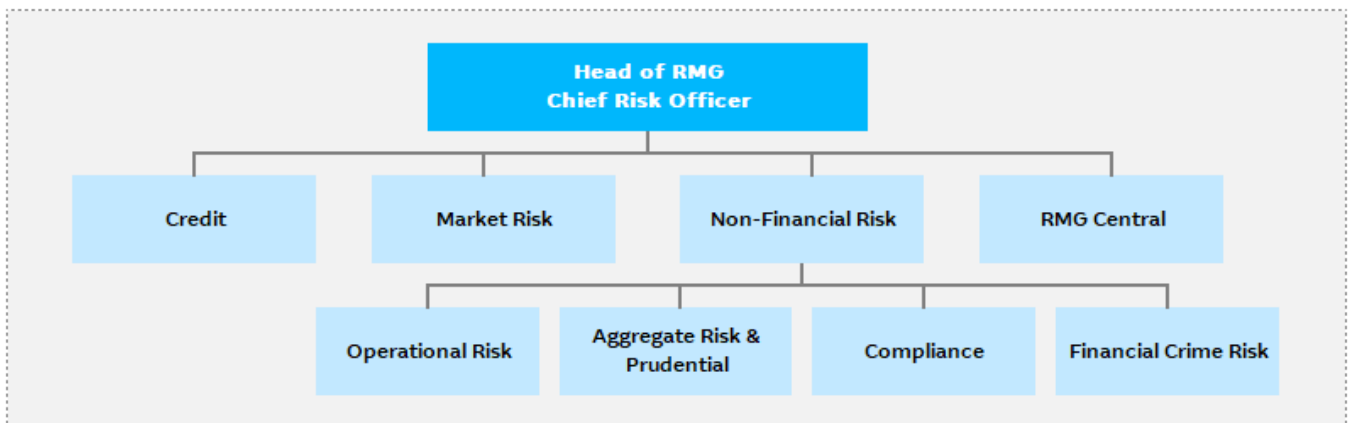 Head of RMG
Chief Risk Officer
Credit
Market Risk
Non-Financial Risk
RMG Central
Operational Risk
Aggregate Risk &
Prudential
Compliance
Financial Crime Risk